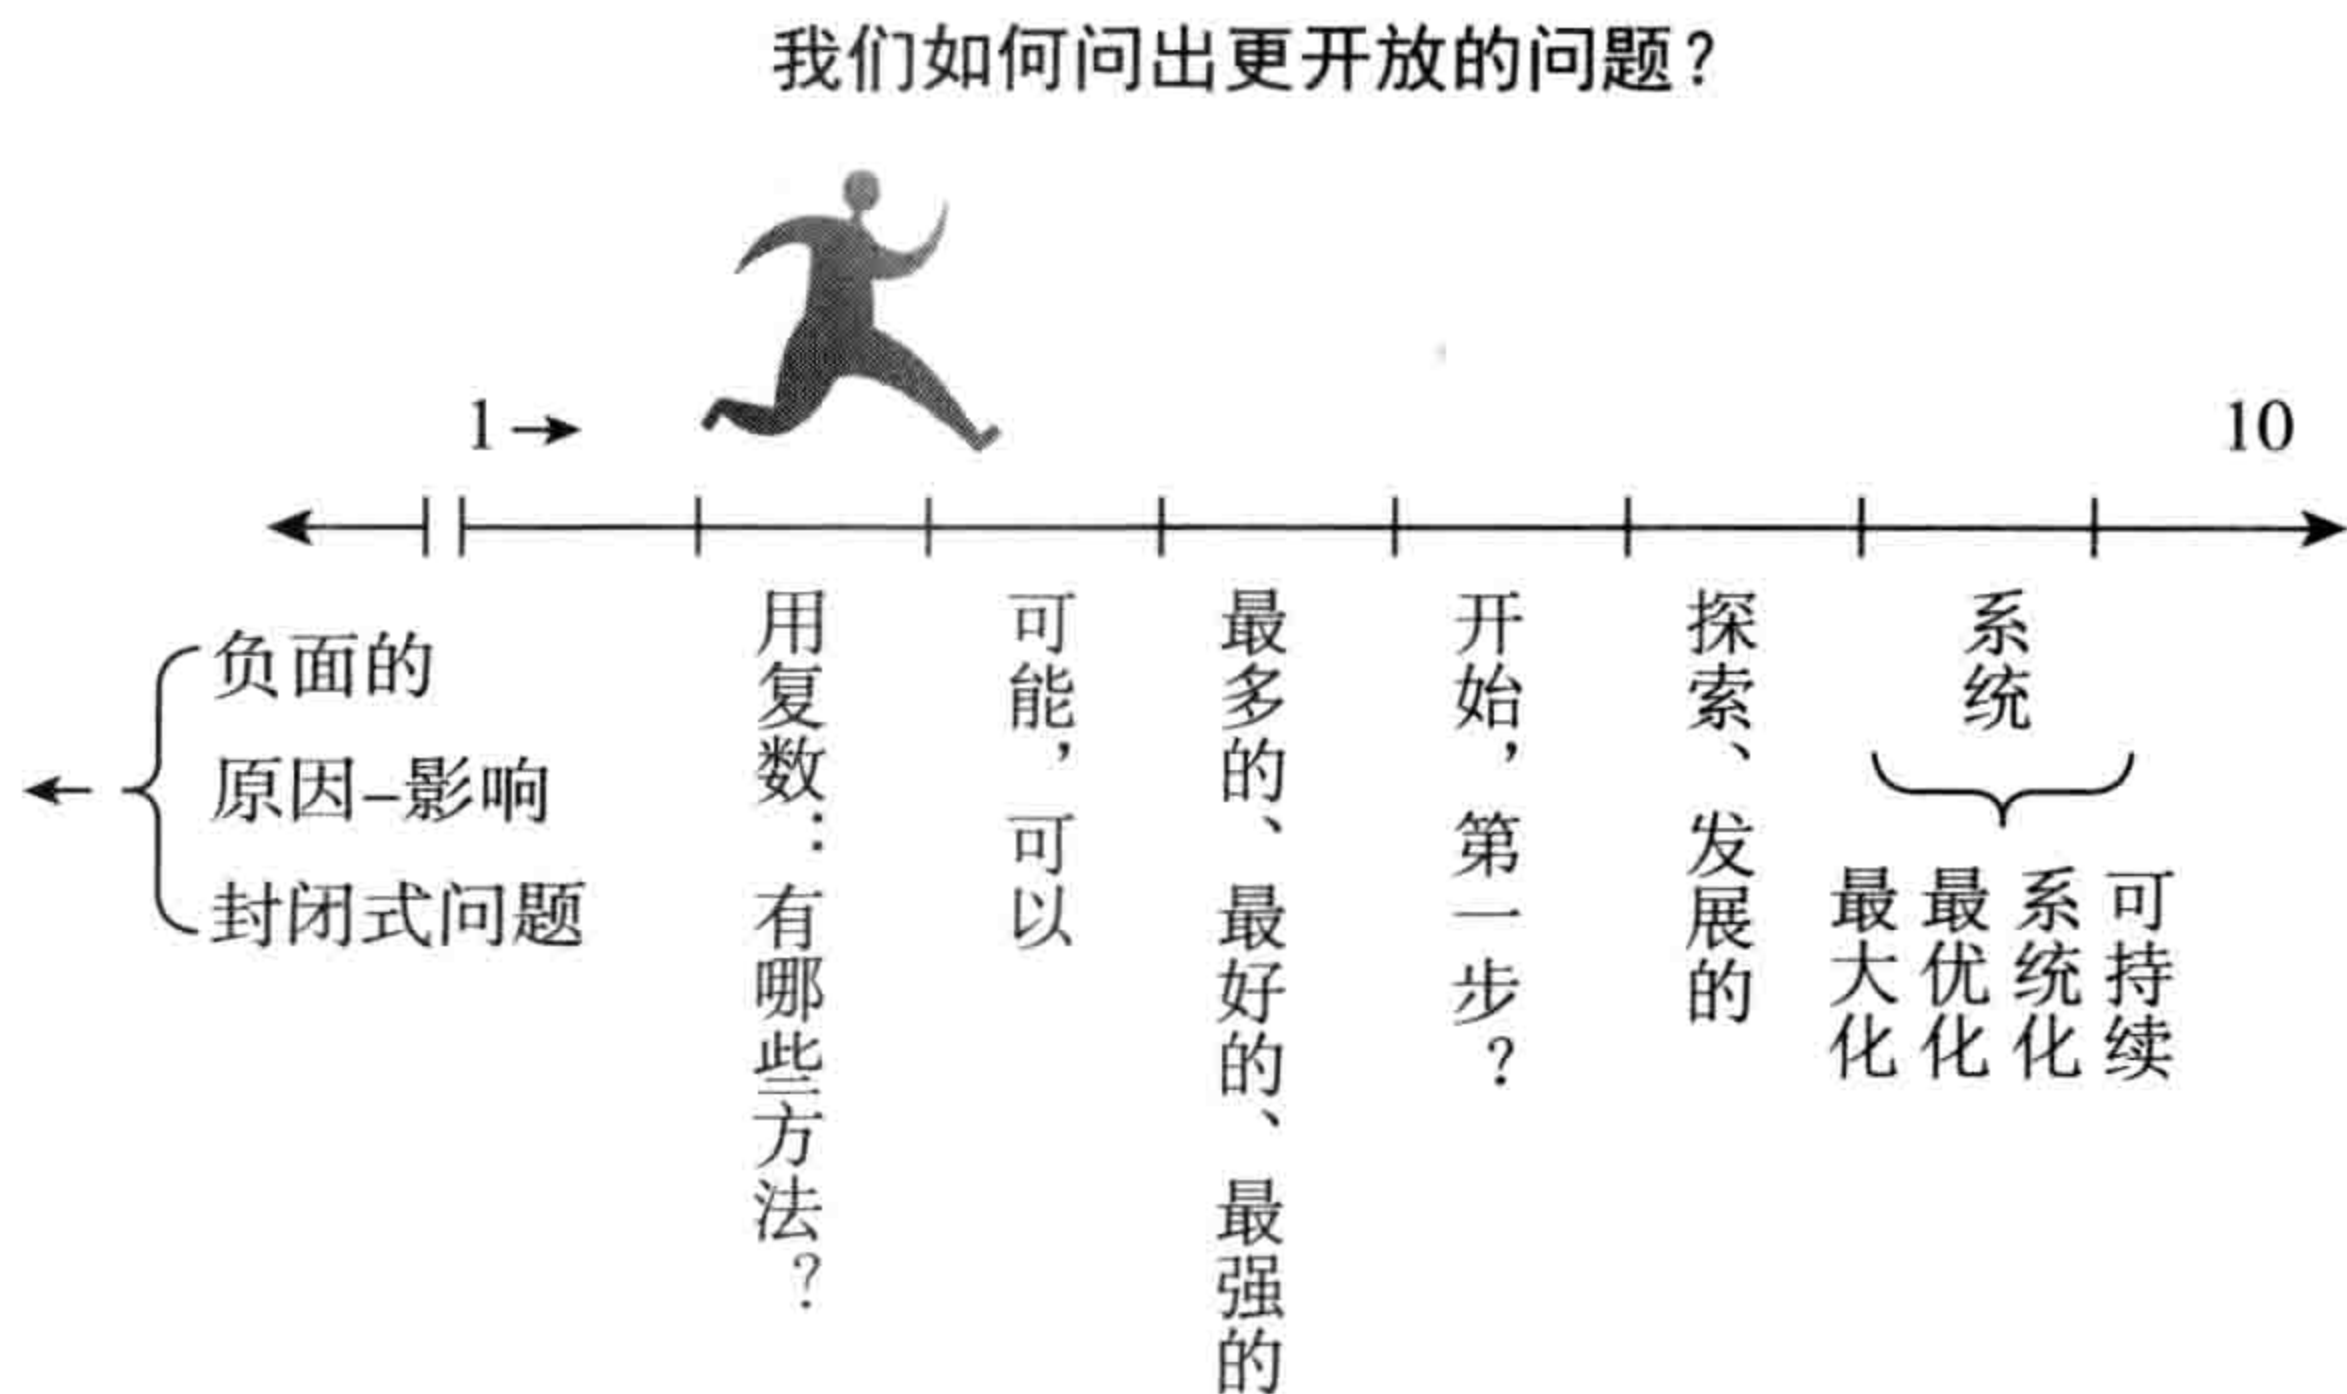 我们如何问出更开放的问题？
1
10
负面的
原因-影响
封闭式问题
用复数：有哪些方法？
可能，可以
最多的、最好的、最强的
开始，第一步？
探索、发展的
系统
最大化
最优化
系统化
可持续